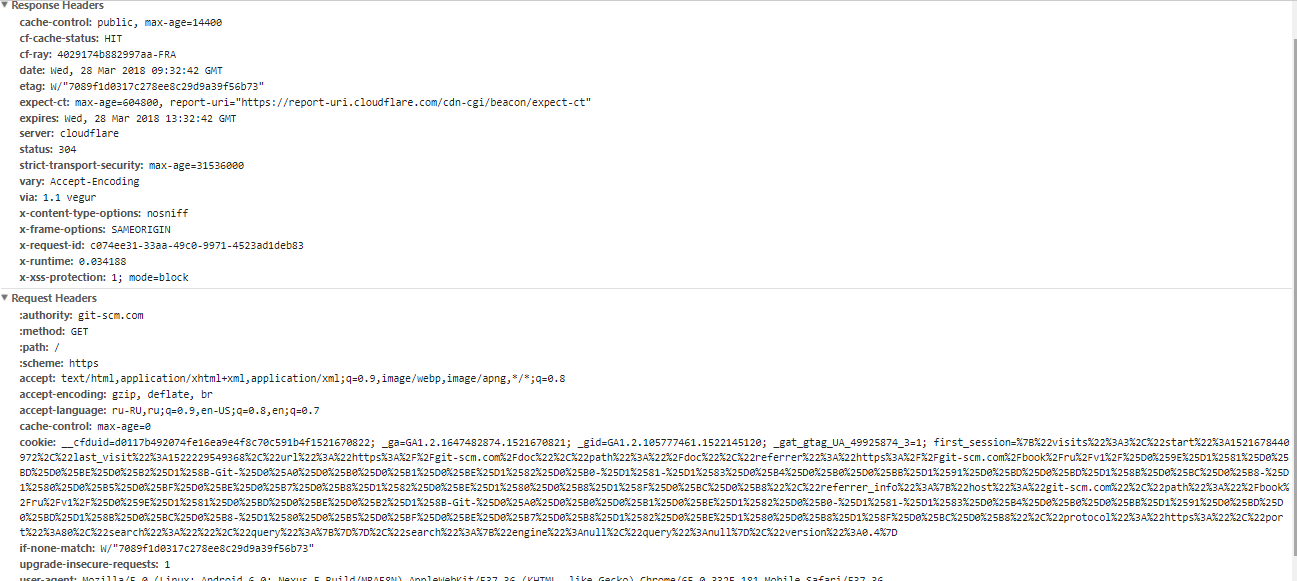 Response Headers
cache-control: public, max-age=14400
cf-cache-status: HIT
cf-ray: 4029174b882997aa-FRA
date: Wed, 28 Mar 2018 09:32:42 GMT
etag: W/"7089f1d0317c278ee8c29d9a39f56b73"
expect-ct: max-age=604800, report-uri="https://report-uri.cloudflare.com/cdn-cgi/beacon/expect-ct"
expires: Wed, 28 Mar 2018 13:32:42 GMT
server: cloudflare
status: 304
strict-transport-security: max-age=31536000
vary: Accept-Encoding
via: 1.1 vegur
x-content-type-options: nosniff
x-frame-options: SAMEORIGIN
x-request-id: c074ee31-33aa-49c0-9971-4523ad1deb83
x-runtime: 0.034188
x-xss-protection: 1; mode=block
Request Headers
:authority: git-scm.com
:method: GET
:path: /
:scheme: https
accept: text/html,application/xhtml+xml,application/xml;q=0.9,image/webp,image/apng,*/*;q=0.8
accept-encoding: gzip, deflate, br
accept-language: ru-RU,ru;q=0.9,en-US;q=0.8,en;q=0.7
cache-control: max-age=0
cookie: __cfduid=d0117b492074fe16ea9e4f8c70c591b4f1521670822; _ga=GA1.2.1647482874.1521670821; _gid=GA1.2.105777461.1522145120; _gat_gtag_UA_49925874_3=1; first_session=%7B%22visits%22%3A3%2C%22start%22%3A1521678440
972%2C%22last_visit%22%3A1522229549368%2C%22url%22%3A%22https%3A%2F%2Fgit-scm.com%2Fdoc%22%2C%22path%22%3A%22%2Fdoc%22%2C%22referrer%22%3A%22https%3A%2F%2Fgit-scm.com%2Fbook%2Fru%2Fv1%2F%25D0%259E%25D1%2581%25D0%25
BD%25D0%25BE%25D0%25B2%25D1%258B-Git-%25D0%25A0%25D0%25B0%25D0%25B1%25D0%25BE%25D1%2582%25D0%25B0-%25D1%2581-%25D1%2583%25D0%25B4%25D0%25B0%25D0%25BB%25D1%2591%25D0%25BD%25D0%25BD%25D1%258B%25D0%25BC%25D0%25B8-%25D
1%2580%25D0%25B5%25D0%25BF%25D0%25BE%25D0%25B7%25D0%25B8%25D1%2582%25D0%25BE%25D1%2580%25D0%25B8%25D1%258F%25D0%25BC%25D0%25B8%22%2C%22referrer_info%22%3A%7B%22host%22%3A%22git-scm.com%22%2C%22path%22%3A%22%2Fbook%
2Fru%2Fv1%2F%25D0%259E%25D1%2581%25D0%25BD%25D0%25BE%25D0%25B2%25D1%258B-Git-%25D0%25A0%25D0%25B0%25D0%25B1%25D0%25BE%25D1%2582%25D0%25B0-%25D1%2581-%25D1%2583%25D0%25B4%25D0%25B0%25D0%25BB%25D1%2591%25D0%25BD%25D
0%25BD%25D1%258B%25D0%25BC%25D0%25B8-%25D1%2580%25D0%25B5%25D0%25BF%25D0%25BE%25D0%25B7%25D0%25B8%25D1%2582%25D0%25BE%25D1%2580%25D0%25B8%25D1%258F%25D0%25BC%25D0%25B8%22%2C%22protocol%22%3A%22https%3A%22%2C%22por
t%22%3A80%2C%22search%22%3A%22%22%2C%22query%22%3A%7B%7D%7D%2C%22search%22%3A%7B%22engine%22%3Anull%2C%22query%22%3Anull%7D%2C%22version%22%3A0.4%7D
if-none-match: W/"7089f1d0317c278ee8c29d9a39f56b73"
upgrade-insecure-requests: 1
user-agent: Mozilla/5.0 (Linux; Android 6.0; Nexus 5 Build/MRA58N) AppleWebKit/537.36 (KHTML, like Gecko) Chrome/65.0.3325.181 Mobile Safari/537.36